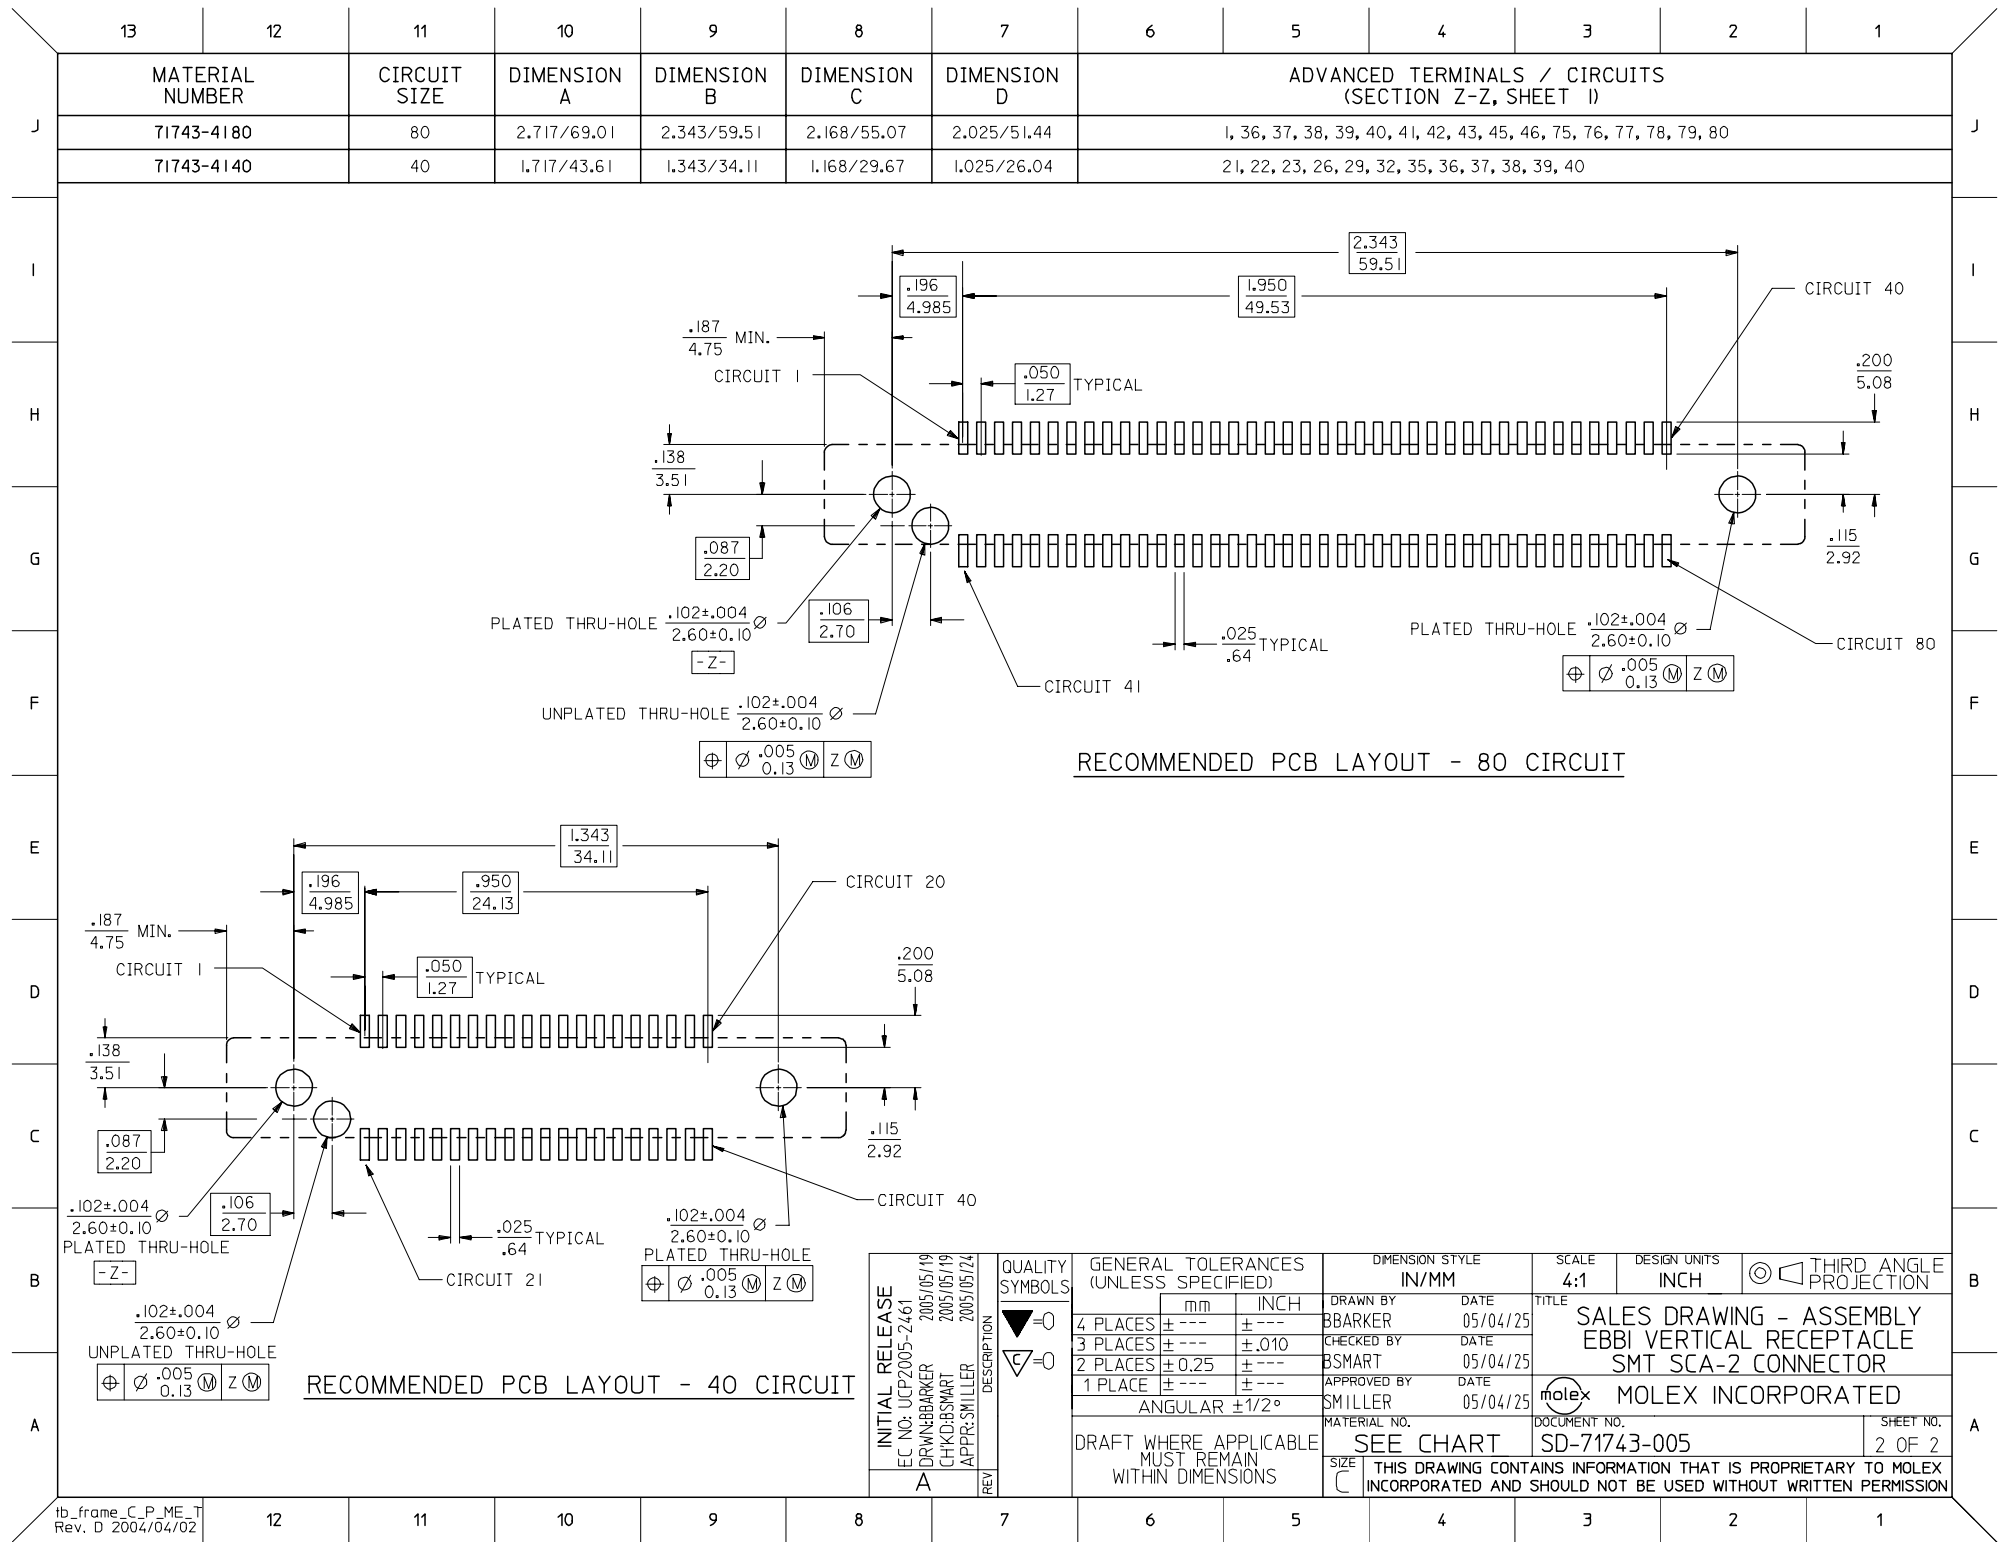 13 12 11 10 9 8 7 6 5 4 3 2 1
MATERIAL NUMBER CIRCUIT SIZE DIMENSION A DIMENSION B DIMENSION C DIMENSION D ADVANCED TERMINALS / CIRCUITS (SECTION Z-Z, SHEET 1)
71743-4180 80 2.717/69.01 2.343/59.51 2.168/55.07 2.025/51.44 1, 36, 37, 38, 39, 40, 41, 42, 43, 45, 46, 75, 76, 77, 78, 79, 80
71743-4140 40 1.717/43.61 1.343/34.11 1.168/29.67 1.025/26.04 21, 22, 23, 26, 29, 32, 35, 36, 37, 38, 39, 40
J J
I I
H H
G G
F F
E E
D D
C C
B B
A A
2.343
59.51
.196
4.985
1.950
49.53
CIRCUIT 40
.187
4.75 MIN.
CIRCUIT 1
.050
1.27 TYPICAL
.200
5.08
.138
3.51
.087
2.20
.115
2.92
PLATED THRU-HOLE .102±.004
2.60±0.10 Ø
-Z-
.106
2.70
.025
.64 TYPICAL
PLATED THRU-HOLE .102±.004
2.60±0.10 Ø
⌖ Ø .005
0.13 Ⓜ Z Ⓜ
CIRCUIT 80
CIRCUIT 41
UNPLATED THRU-HOLE .102±.004
2.60±0.10 Ø
⌖ Ø .005
0.13 Ⓜ Z Ⓜ
RECOMMENDED PCB LAYOUT - 80 CIRCUIT
1.343
34.11
.196
4.985
.950
24.13
CIRCUIT 20
.187
4.75 MIN.
CIRCUIT 1
.050
1.27 TYPICAL
.200
5.08
.138
3.51
.087
2.20
.115
2.92
.102±.004
2.60±0.10 Ø
PLATED THRU-HOLE
-Z-
.106
2.70
.025
.64 TYPICAL
.102±.004
2.60±0.10 Ø
PLATED THRU-HOLE
⌖ Ø .005
0.13 Ⓜ Z Ⓜ
CIRCUIT 40
CIRCUIT 21
.102±.004
2.60±0.10 Ø
UNPLATED THRU-HOLE
⌖ Ø .005
0.13 Ⓜ Z Ⓜ
RECOMMENDED PCB LAYOUT - 40 CIRCUIT
INITIAL RELEASE
EC NO: UCP2005-2461
DRWN:BBARKER 2005/05/19
CH'KD:BSMART 2005/05/19
APPR:SMILLER 2005/05/24
A
DESCRIPTION
REV
QUALITY SYMBOLS
▼=0
C=0
GENERAL TOLERANCES
(UNLESS SPECIFIED)
mm INCH
4 PLACES ± --- ± ---
3 PLACES ± --- ±.010
2 PLACES ±0.25 ± ---
1 PLACE ± --- ± ---
ANGULAR ±1/2°
DRAFT WHERE APPLICABLE
MUST REMAIN
WITHIN DIMENSIONS
DIMENSION STYLE
IN/MM
SCALE
4:1
DESIGN UNITS
INCH
THIRD ANGLE
PROJECTION
DRAWN BY DATE
BBARKER 05/04/25
CHECKED BY DATE
BSMART 05/04/25
APPROVED BY DATE
SMILLER 05/04/25
TITLE
SALES DRAWING - ASSEMBLY
EBBI VERTICAL RECEPTACLE
SMT SCA-2 CONNECTOR
molex MOLEX INCORPORATED
MATERIAL NO.
SEE CHART
DOCUMENT NO.
SD-71743-005
SHEET NO.
2 OF 2
SIZE
C
THIS DRAWING CONTAINS INFORMATION THAT IS PROPRIETARY TO MOLEX
INCORPORATED AND SHOULD NOT BE USED WITHOUT WRITTEN PERMISSION
tb_frame_C_P_ME_T
Rev. D 2004/04/02
12 11 10 9 8 7 6 5 4 3 2 1